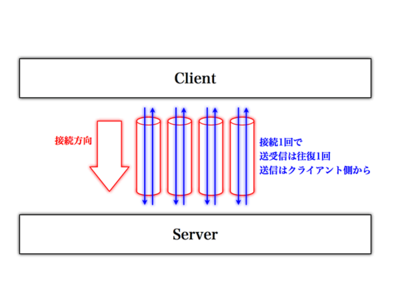 Client
接続方向
接続1回で
送受信は往復1回
送信はクライアント側から
Server